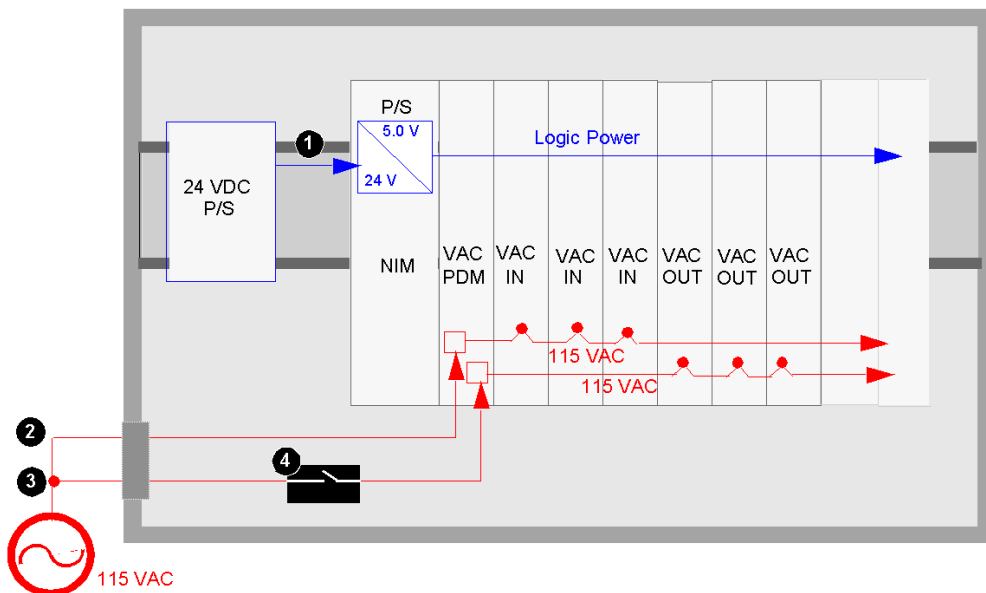 P/S
5.0 V
24 V
1
Logic Power
24 VDC
P/S
NIM
VAC
PDM
VAC
IN
VAC
IN
VAC
IN
VAC
OUT
VAC
OUT
VAC
OUT
115 VAC
115 VAC
2
3
4
115 VAC